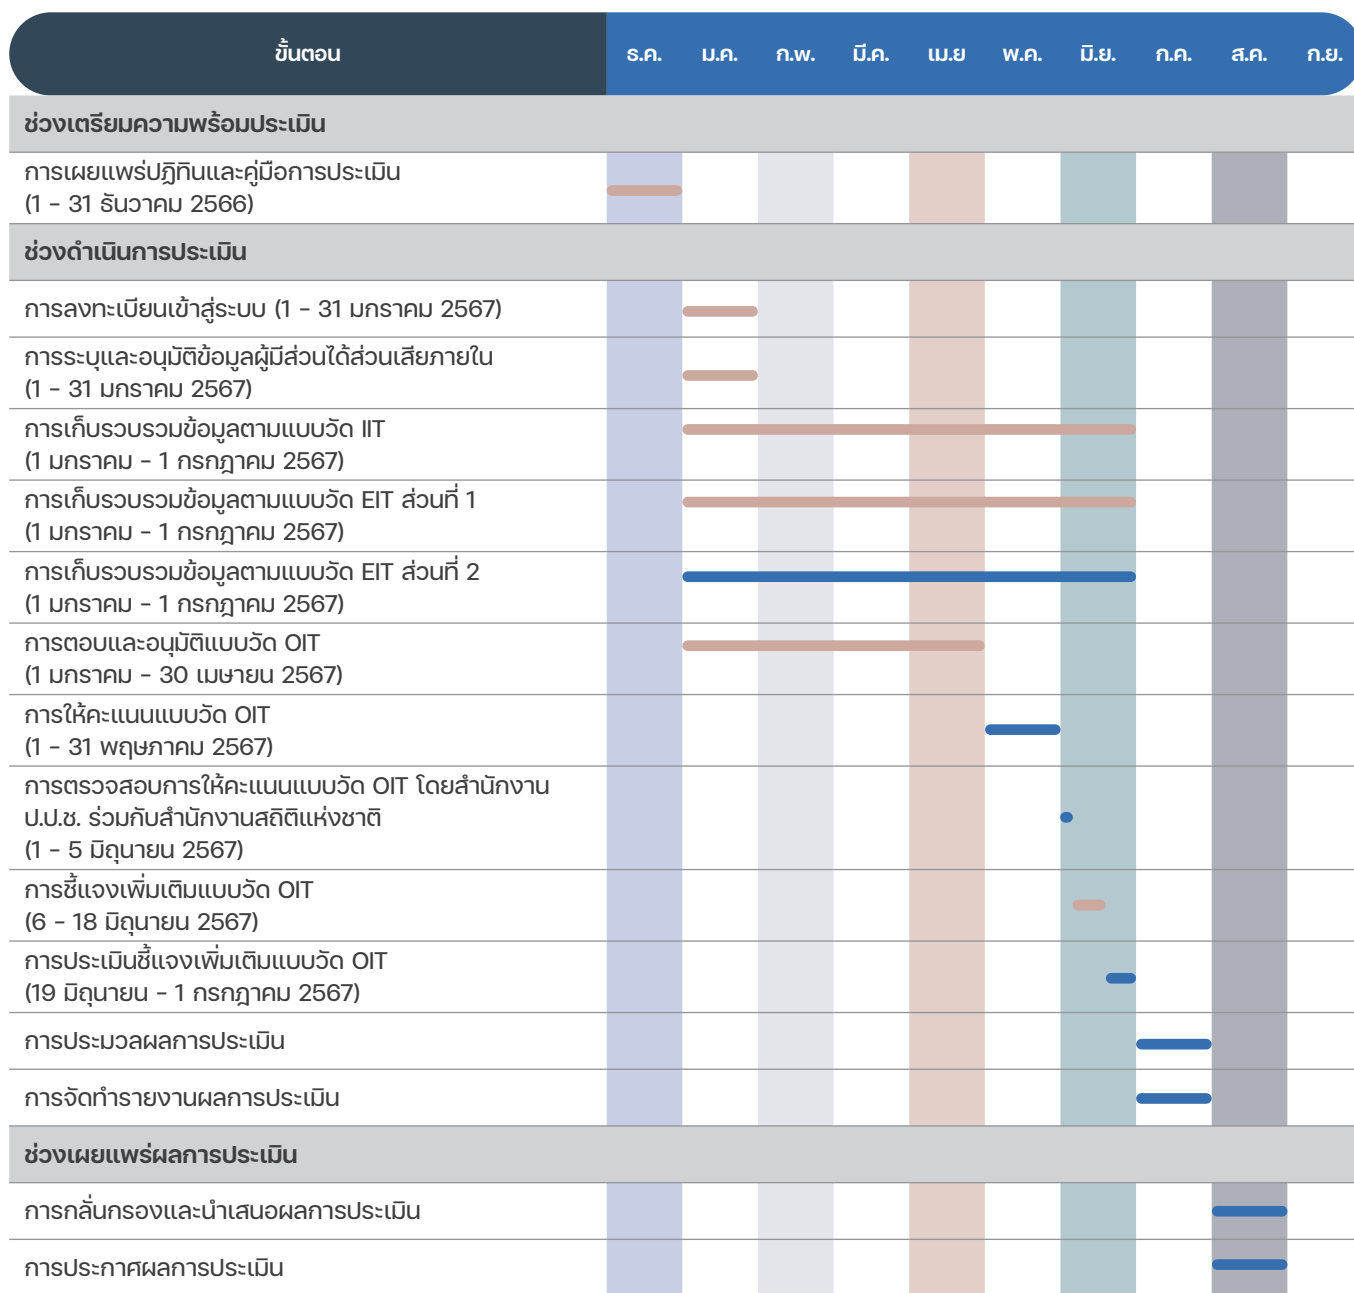 ขั้นตอน ธ.ค. ม.ค. ก.พ. มี.ค. เม.ย พ.ค. มิ.ย. ก.ค. ส.ค. ก.ย.
ช่วงเตรียมความพร้อมประเมิน
การเผยแพร่ปฏิทินและคู่มือการประเมิน
(1 - 31 ธันวาคม 2566)
ช่วงดำเนินการประเมิน
การลงทะเบียนเข้าสู่ระบบ (1 - 31 มกราคม 2567)
การระบุและอนุมัติข้อมูลผู้มีส่วนได้ส่วนเสียภายใน
(1 - 31 มกราคม 2567)
การเก็บรวบรวมข้อมูลตามแบบวัด IIT
(1 มกราคม - 1 กรกฎาคม 2567)
การเก็บรวบรวมข้อมูลตามแบบวัด EIT ส่วนที่ 1
(1 มกราคม - 1 กรกฎาคม 2567)
การเก็บรวบรวมข้อมูลตามแบบวัด EIT ส่วนที่ 2
(1 มกราคม - 1 กรกฎาคม 2567)
การตอบและอนุมัติแบบวัด OIT
(1 มกราคม - 30 เมษายน 2567)
การให้คะแนนแบบวัด OIT
(1 - 31 พฤษภาคม 2567)
การตรวจสอบการให้คะแนนแบบวัด OIT โดยสำนักงาน
ป.ป.ช. ร่วมกับสำนักงานสถิติแห่งชาติ
(1 - 5 มิถุนายน 2567)
การชี้แจงเพิ่มเติมแบบวัด OIT
(6 - 18 มิถุนายน 2567)
การประเมินชี้แจงเพิ่มเติมแบบวัด OIT
(19 มิถุนายน - 1 กรกฎาคม 2567)
การประมวลผลการประเมิน
การจัดทำรายงานผลการประเมิน
ช่วงเผยแพร่ผลการประเมิน
การกลั่นกรองและนำเสนอผลการประเมิน
การประกาศผลการประเมิน